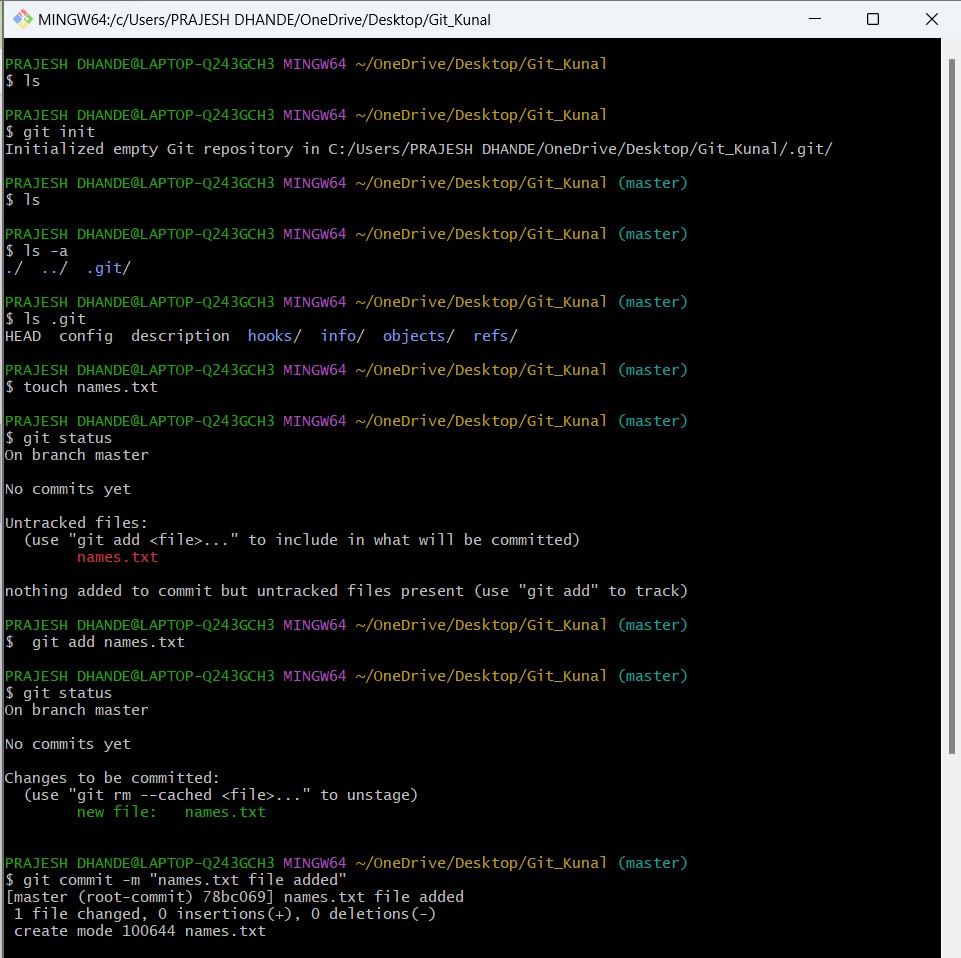 MINGW64:/c/Users/PRAJESH DHANDE/OneDrive/Desktop/Git_Kunal
PRAJESH DHANDE@LAPTOP-Q243GCH3 MINGW64 ~/OneDrive/Desktop/Git_Kunal
$ ls
PRAJESH DHANDE@LAPTOP-Q243GCH3 MINGW64 ~/OneDrive/Desktop/Git_Kunal
$ git init
Initialized empty Git repository in C:/Users/PRAJESH DHANDE/OneDrive/Desktop/Git_Kunal/.git/
PRAJESH DHANDE@LAPTOP-Q243GCH3 MINGW64 ~/OneDrive/Desktop/Git_Kunal (master)
$ ls
PRAJESH DHANDE@LAPTOP-Q243GCH3 MINGW64 ~/OneDrive/Desktop/Git_Kunal (master)
$ ls -a
./  ../  .git/
PRAJESH DHANDE@LAPTOP-Q243GCH3 MINGW64 ~/OneDrive/Desktop/Git_Kunal (master)
$ ls .git
HEAD  config  description  hooks/  info/  objects/  refs/
PRAJESH DHANDE@LAPTOP-Q243GCH3 MINGW64 ~/OneDrive/Desktop/Git_Kunal (master)
$ touch names.txt
PRAJESH DHANDE@LAPTOP-Q243GCH3 MINGW64 ~/OneDrive/Desktop/Git_Kunal (master)
$ git status
On branch master
No commits yet
Untracked files:
  (use "git add <file>..." to include in what will be committed)
        names.txt
nothing added to commit but untracked files present (use "git add" to track)
PRAJESH DHANDE@LAPTOP-Q243GCH3 MINGW64 ~/OneDrive/Desktop/Git_Kunal (master)
$  git add names.txt
PRAJESH DHANDE@LAPTOP-Q243GCH3 MINGW64 ~/OneDrive/Desktop/Git_Kunal (master)
$ git status
On branch master
No commits yet
Changes to be committed:
  (use "git rm --cached <file>..." to unstage)
        new file:   names.txt
PRAJESH DHANDE@LAPTOP-Q243GCH3 MINGW64 ~/OneDrive/Desktop/Git_Kunal (master)
$ git commit -m "names.txt file added"
[master (root-commit) 78bc069] names.txt file added
 1 file changed, 0 insertions(+), 0 deletions(-)
 create mode 100644 names.txt